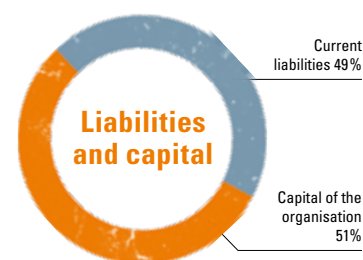 Current
liabilities 49%
Liabilities
and capital
Capital of the
organisation
51%